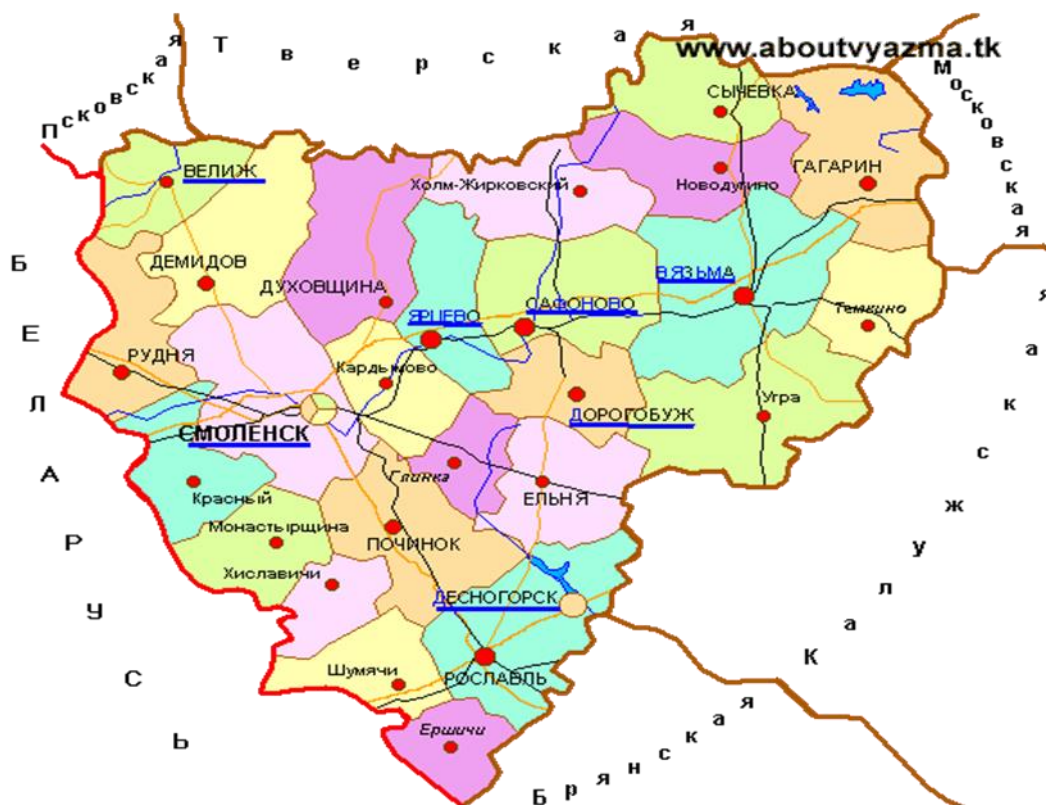 Псковская
Тверская
www.aboutvyazma.tk
Московская
СЫЧЕВКА
ВЕЛИЖ
Холм-Жирковский
Новодугино
ГАГАРИН
ДЕМИДОВ
ДУХОВЩИНА
ВЯЗЬМА
ЯРЦЕВО
САФОНОВО
Темкино
РУДНЯ
Кардымово
Угра
ДОРОГОБУЖ
СМОЛЕНСК
Глинка
Красный
ЕЛЬНЯ
Монастырщина
ПОЧИНОК
Хиславичи
ДЕСНОГОРСК
Шумячи
РОСЛАВЛЬ
Ершичи
БЕЛАРУСЬ
Брянская
Калужская